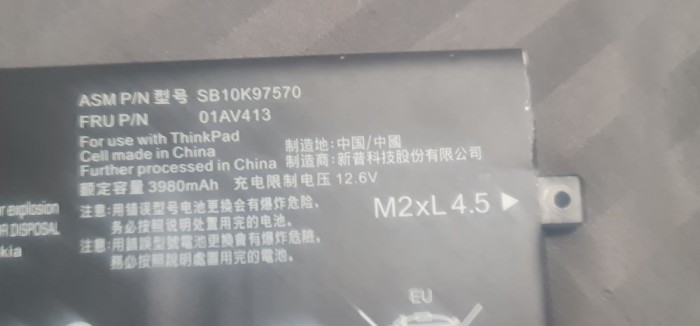 ASM P/N 型号 SB10K97570
FRU P/N 01AV413
For use with ThinkPad
Cell made in China 制造地:中国/中國
Further processed in China 制造商:新普科技股份有限公司
额定容量 3980mAh 充电限制电压 12.6V
注意:用错误型号电池更换会有爆炸危险,
务必按照说明处置用完的电池。
注意:用錯誤型號電池更換會有爆炸危險,
務必按照說明處置用完的電池。
M2xL 4.5
r explosion
R DISPOSAL
kia
EU